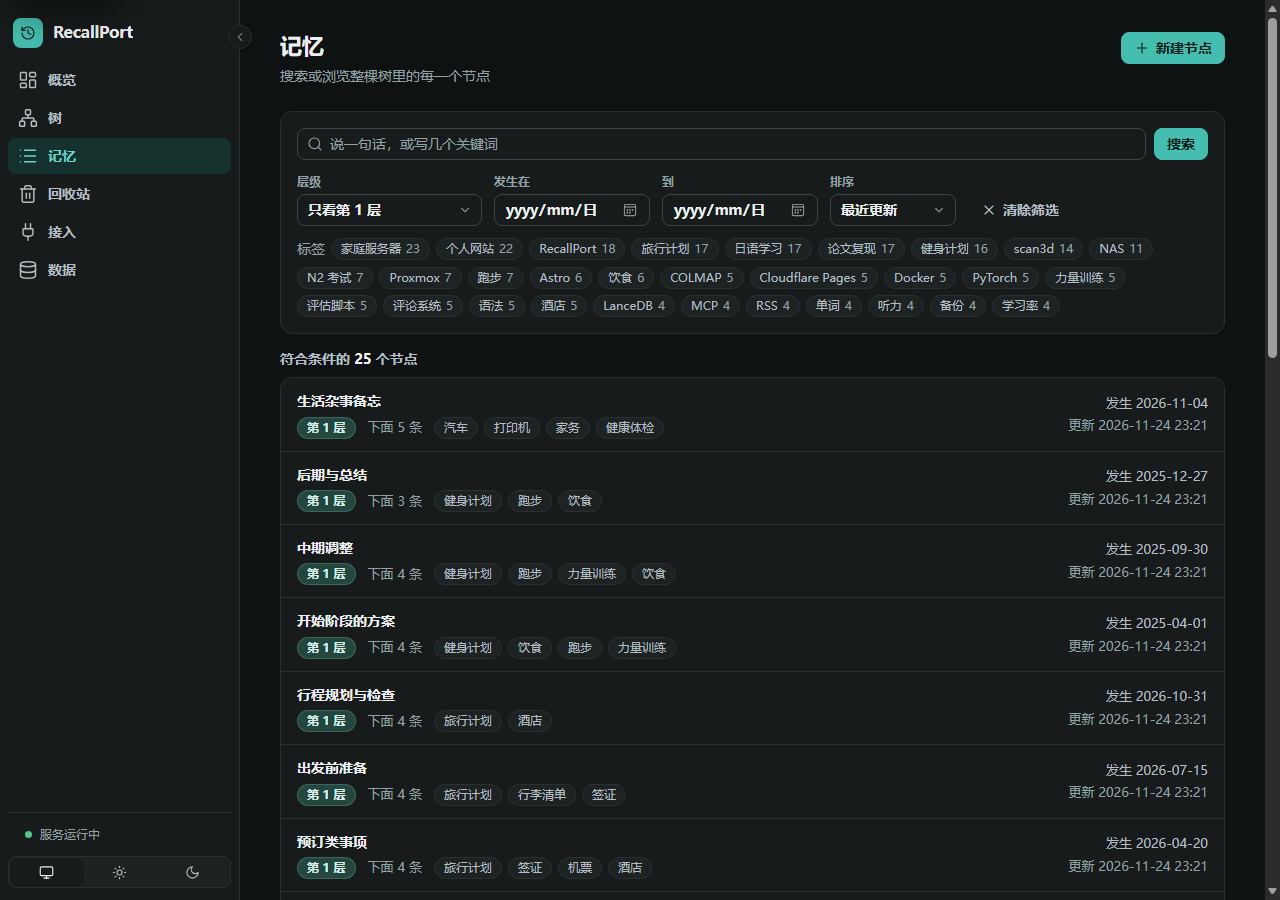 RecallPort
概览
树
记忆
回收站
接入
数据
服务运行中
记忆
搜索或浏览整棵树里的每一个节点
新建节点
说一句话，或写几个关键词
搜索
层级 发生在 到 排序
只看第 1 层 yyyy/mm/日 yyyy/mm/日 最近更新 清除筛选
标签 家庭服务器 23 个人网站 22 RecallPort 18 旅行计划 17 日语学习 17 论文复现 17 健身计划 16 scan3d 14 NAS 11
N2 考试 7 Proxmox 7 跑步 7 Astro 6 饮食 6 COLMAP 5 Cloudflare Pages 5 Docker 5 PyTorch 5 力量训练 5
评估脚本 5 评论系统 5 语法 5 酒店 5 LanceDB 4 MCP 4 RSS 4 单词 4 听力 4 备份 4 学习率 4
符合条件的 25 个节点
生活杂事备忘
第 1 层 下面 5 条 汽车 打印机 家务 健康体检
发生 2026-11-04
更新 2026-11-24 23:21
后期与总结
第 1 层 下面 3 条 健身计划 跑步 饮食
发生 2025-12-27
更新 2026-11-24 23:21
中期调整
第 1 层 下面 4 条 健身计划 跑步 力量训练 饮食
发生 2025-09-30
更新 2026-11-24 23:21
开始阶段的方案
第 1 层 下面 4 条 健身计划 饮食 跑步 力量训练
发生 2025-04-01
更新 2026-11-24 23:21
行程规划与检查
第 1 层 下面 4 条 旅行计划 酒店
发生 2026-10-31
更新 2026-11-24 23:21
出发前准备
第 1 层 下面 4 条 旅行计划 行李清单 签证
发生 2026-07-15
更新 2026-11-24 23:21
预订类事项
第 1 层 下面 4 条 旅行计划 签证 机票 酒店
发生 2026-04-20
更新 2026-11-24 23:21